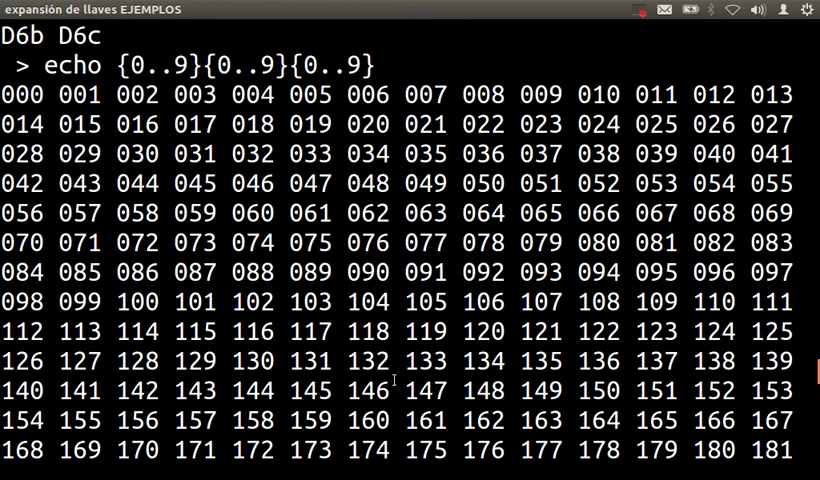 expansión de llaves EJEMPLOS
D6b D6c
> echo {0..9}{0..9}{0..9}
000 001 002 003 004 005 006 007 008 009 010 011 012 013
014 015 016 017 018 019 020 021 022 023 024 025 026 027
028 029 030 031 032 033 034 035 036 037 038 039 040 041
042 043 044 045 046 047 048 049 050 051 052 053 054 055
056 057 058 059 060 061 062 063 064 065 066 067 068 069
070 071 072 073 074 075 076 077 078 079 080 081 082 083
084 085 086 087 088 089 090 091 092 093 094 095 096 097
098 099 100 101 102 103 104 105 106 107 108 109 110 111
112 113 114 115 116 117 118 119 120 121 122 123 124 125
126 127 128 129 130 131 132 133 134 135 136 137 138 139
140 141 142 143 144 145 146 147 148 149 150 151 152 153
154 155 156 157 158 159 160 161 162 163 164 165 166 167
168 169 170 171 172 173 174 175 176 177 178 179 180 181